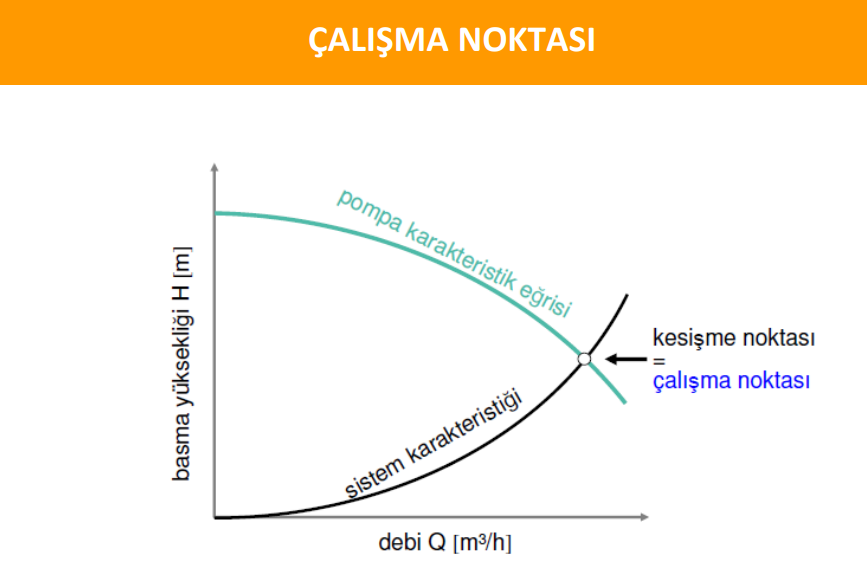 ÇALIŞMA NOKTASI
pompa karakteristik eğrisi
basma yüksekliği H [m]
kesişme noktası
=
çalışma noktası
sistem karakteristiği
debi Q [m³/h]